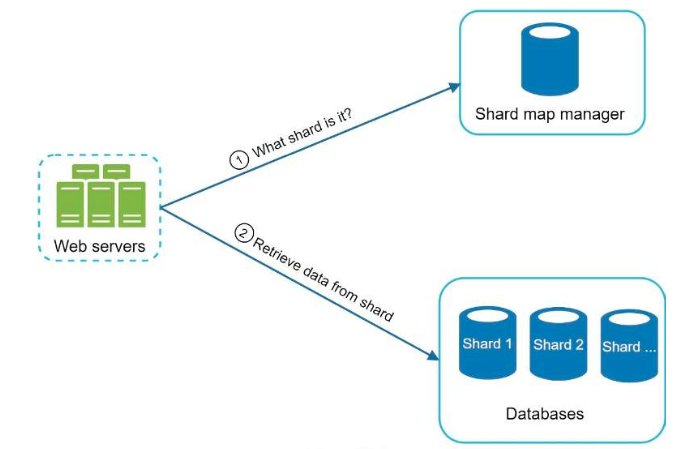 Shard map manager
① What shard is it?
Web servers
② Retrieve data from shard
Shard 1
Shard 2
Shard ...
Databases